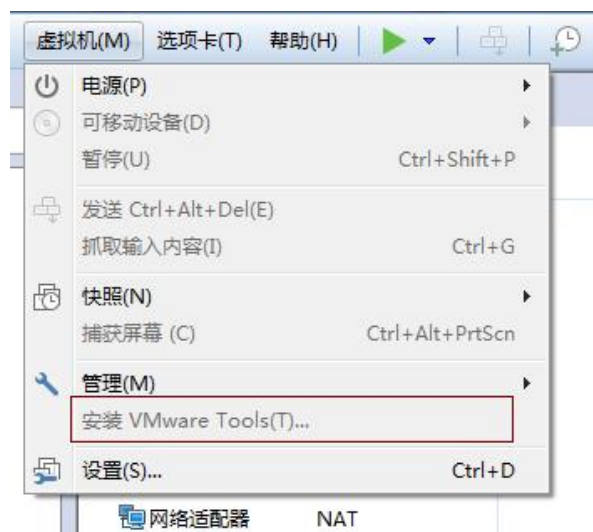 虚拟机(M) 选项卡(T) 帮助(H)
电源(P)
可移动设备(D)
暂停(U) Ctrl+Shift+P
发送 Ctrl+Alt+Del(E)
抓取输入内容(I) Ctrl+G
快照(N)
捕获屏幕 (C) Ctrl+Alt+PrtScn
管理(M)
安装 VMware Tools(T)...
设置(S)... Ctrl+D
网络适配器 NAT